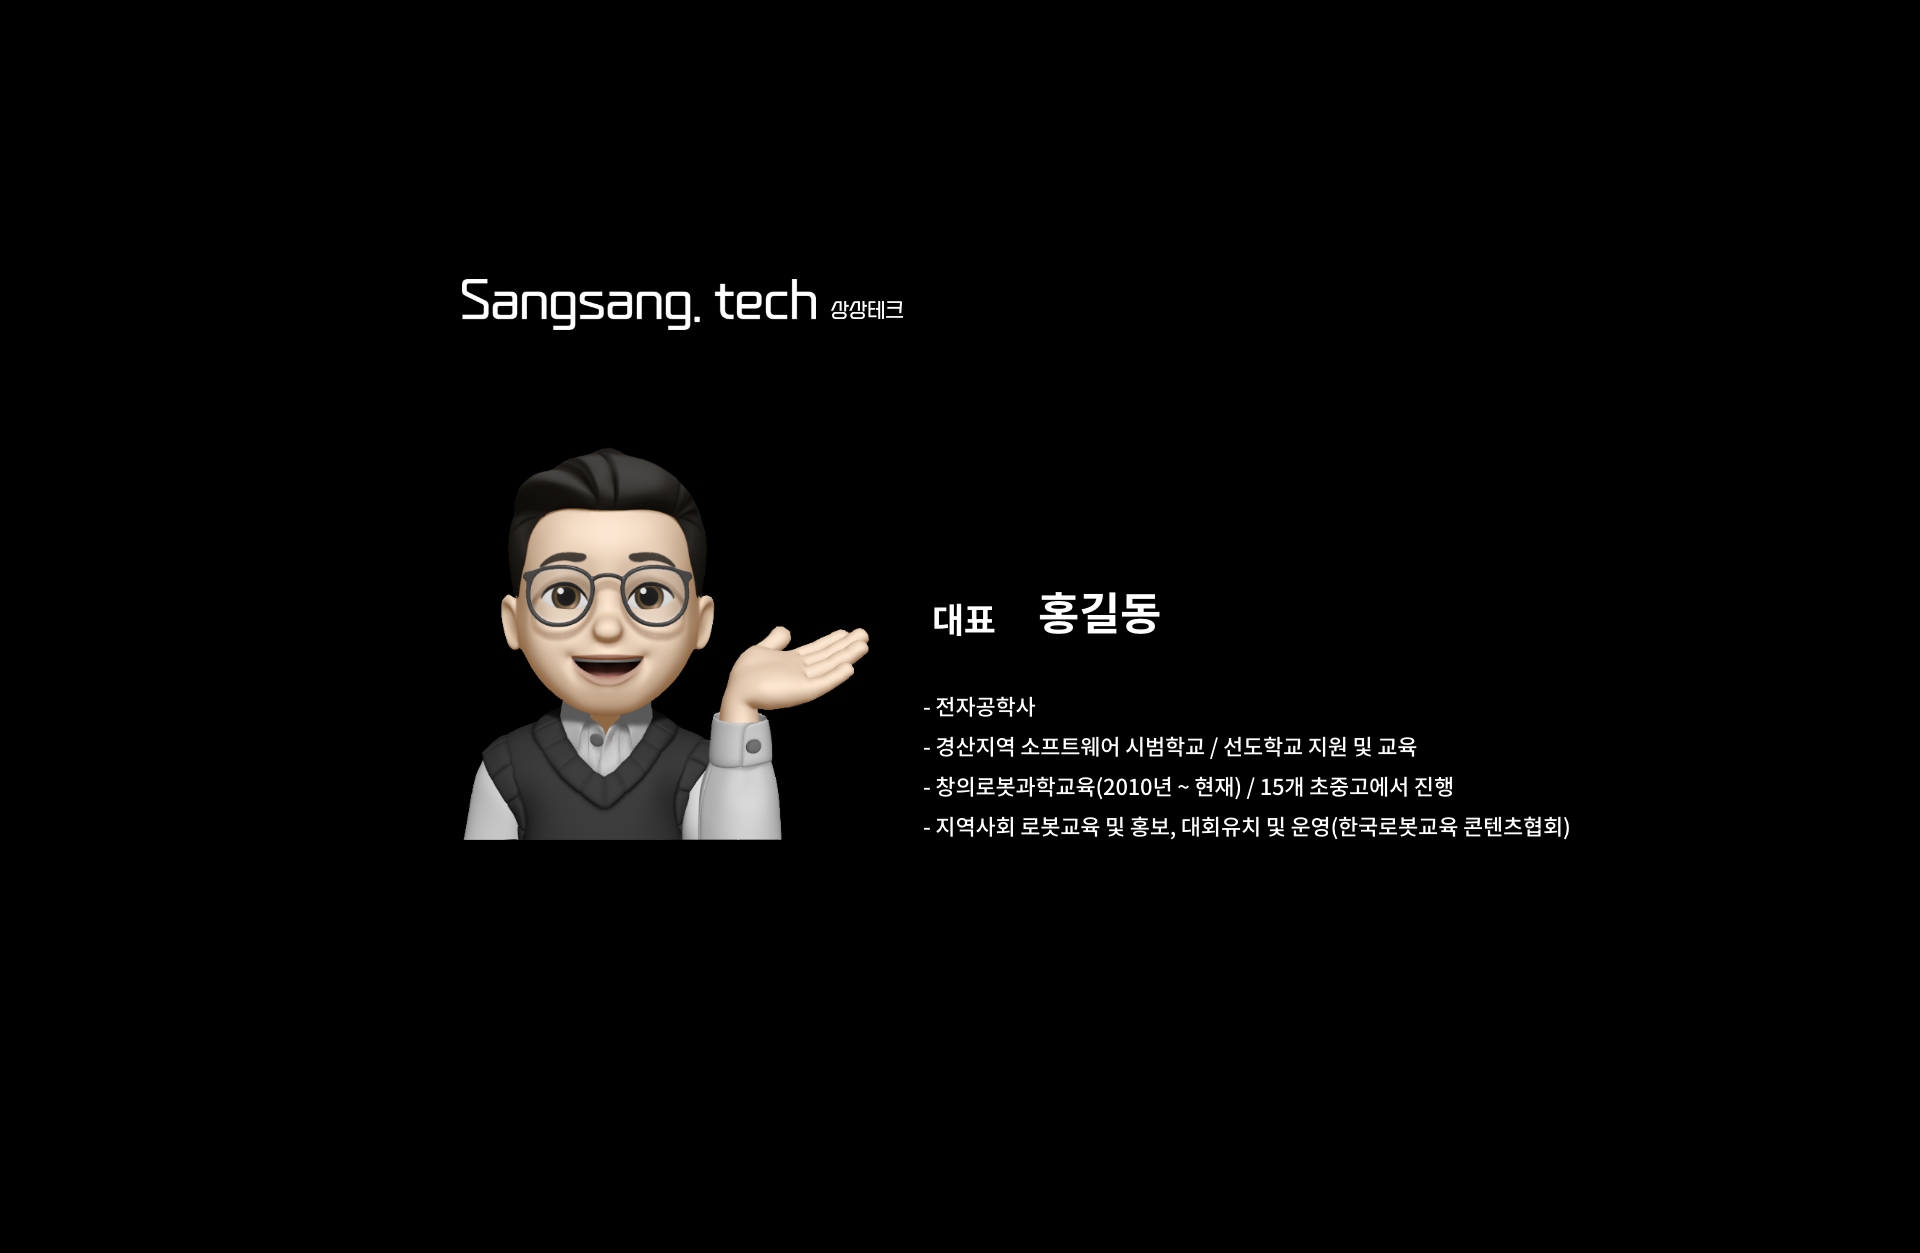 Sangsang. tech 상상테크
대표 홍길동
- 전자공학사
- 경산지역 소프트웨어 시범학교 / 선도학교 지원 및 교육
- 창의로봇과학교육(2010년 ~ 현재) / 15개 초중고에서 진행
- 지역사회 로봇교육 및 홍보, 대회유치 및 운영(한국로봇교육 콘텐츠협회)